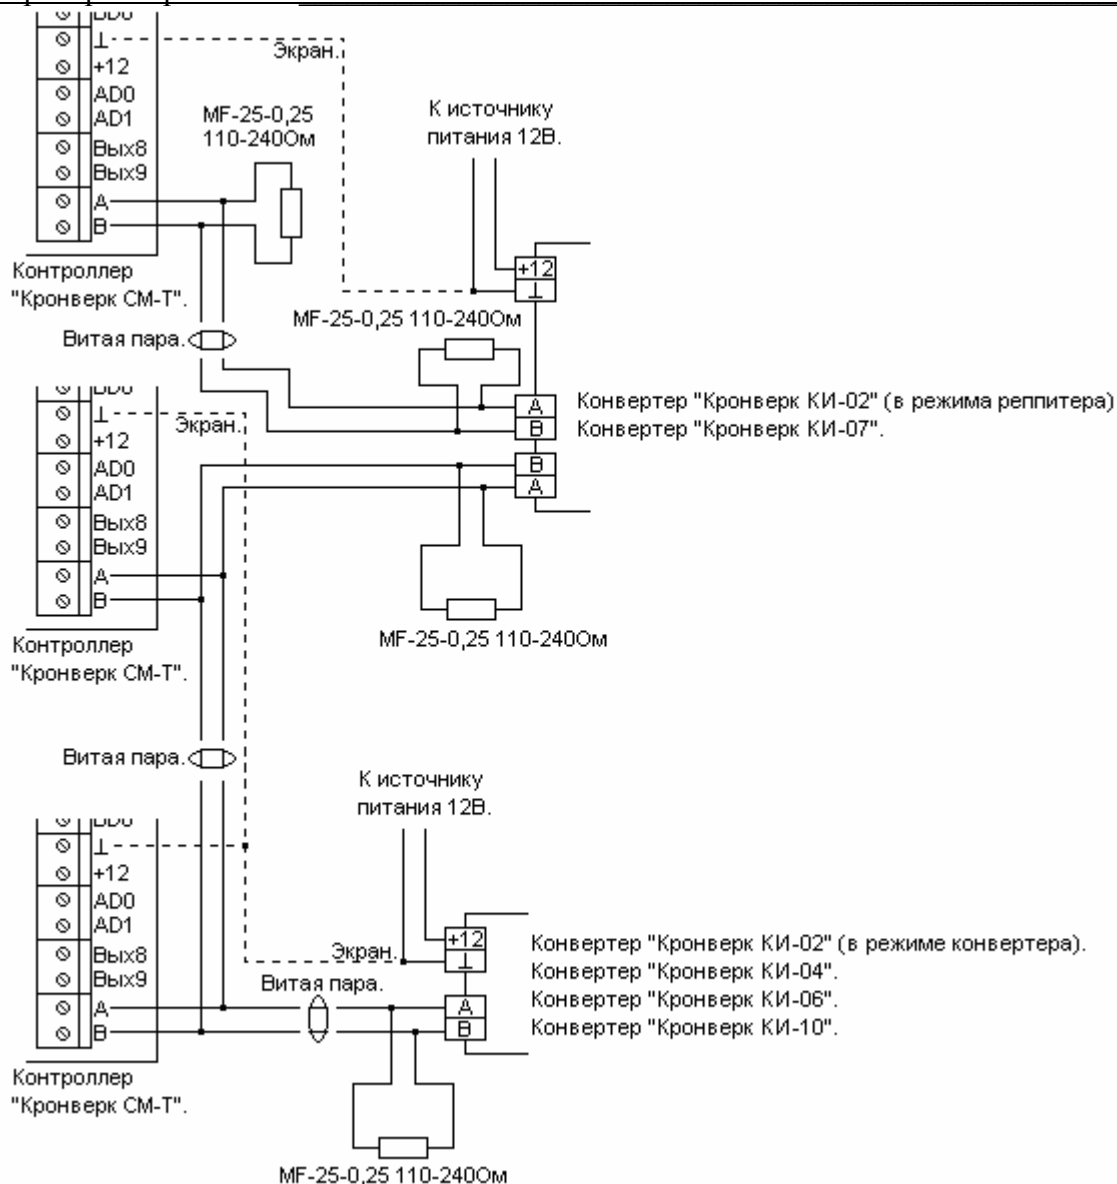 ⊥
+12
AD0
AD1
Вых8
Вых9
A
B
Экран.
MF-25-0,25
110-240Ом
К источнику
питания 12В.
Контроллер
"Кронверк СМ-Т".
+12
⊥
MF-25-0,25 110-240Ом
Витая пара.
A
B
B
A
Конвертер "Кронверк КИ-02" (в режима реппитера)
Конвертер "Кронверк КИ-07".
⊥
+12
AD0
AD1
Вых8
Вых9
A
B
Экран.
MF-25-0,25 110-240Ом
Контроллер
"Кронверк СМ-Т".
Витая пара.
К источнику
питания 12В.
⊥
+12
AD0
AD1
Вых8
Вых9
A
B
Экран.
Витая пара.
+12
⊥
A
B
Конвертер "Кронверк КИ-02" (в режиме конвертера).
Конвертер "Кронверк КИ-04".
Конвертер "Кронверк КИ-06".
Конвертер "Кронверк КИ-10".
Контроллер
"Кронверк СМ-Т".
MF-25-0,25 110-240Ом